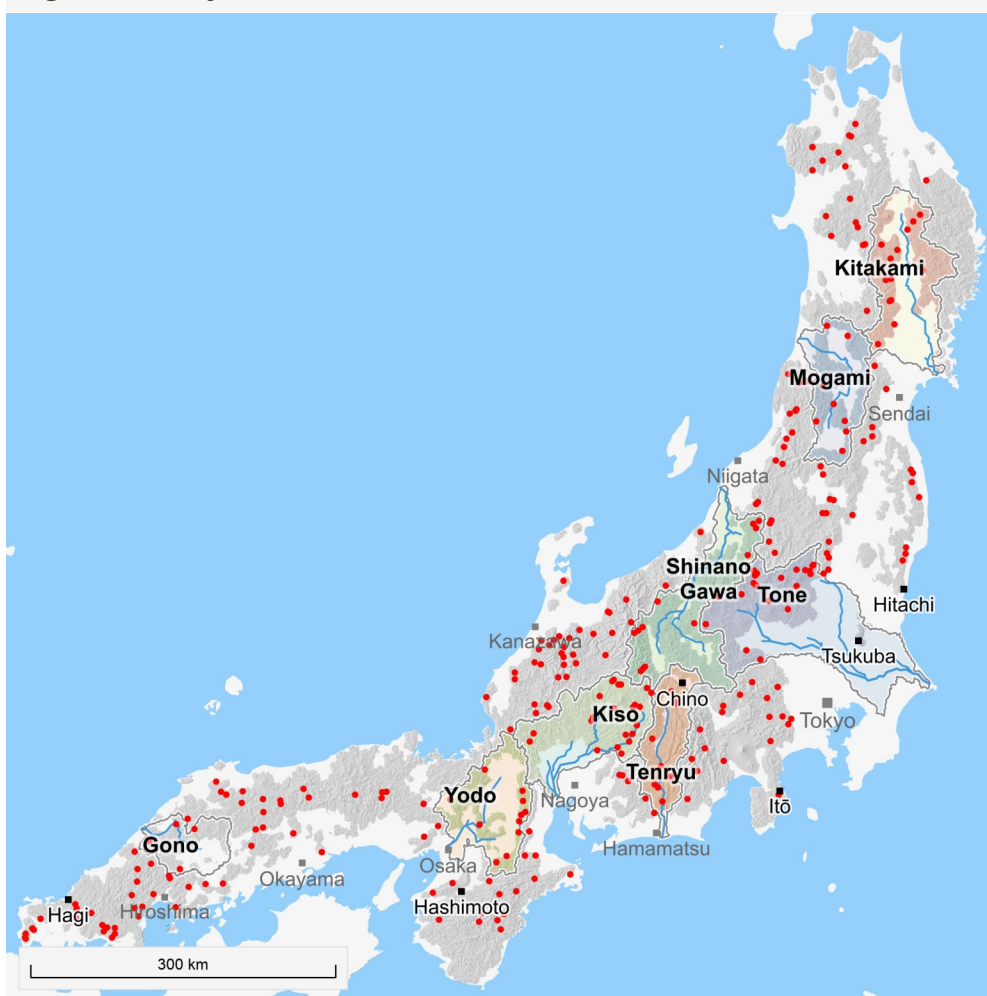 Kitakami
Mogami
Sendai
Niigata
Shinano
Gawa
Tone
Hitachi
Kanazawa
Tsukuba
Chino
Kiso
Tokyo
Tenryu
Yodo
Nagoya
Itō
Gono
Hamamatsu
Osaka
Okayama
Hashimoto
Hagi
Hiroshima
300 km